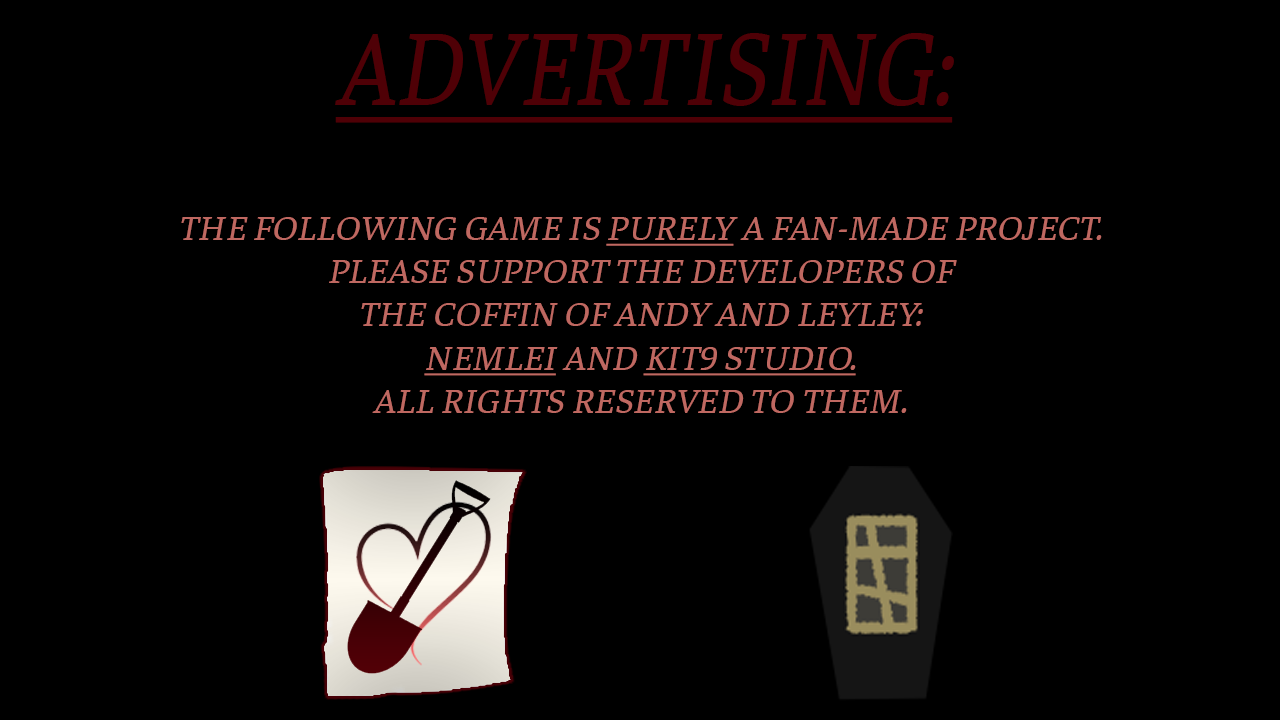 ADVERTISING:
THE FOLLOWING GAME IS PURELY A FAN-MADE PROJECT.
PLEASE SUPPORT THE DEVELOPERS OF
THE COFFIN OF ANDY AND LEYLEY:
NEMLEI AND KIT9 STUDIO.
ALL RIGHTS RESERVED TO THEM.